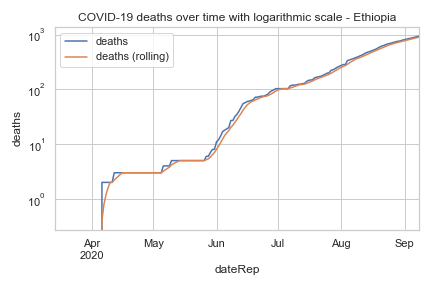 COVID-19 deaths over time with logarithmic scale - Ethiopia
deaths
deaths (rolling)
10³
10²
10¹
10⁰
deaths
Apr
2020
May
Jun
Jul
Aug
Sep
dateRep